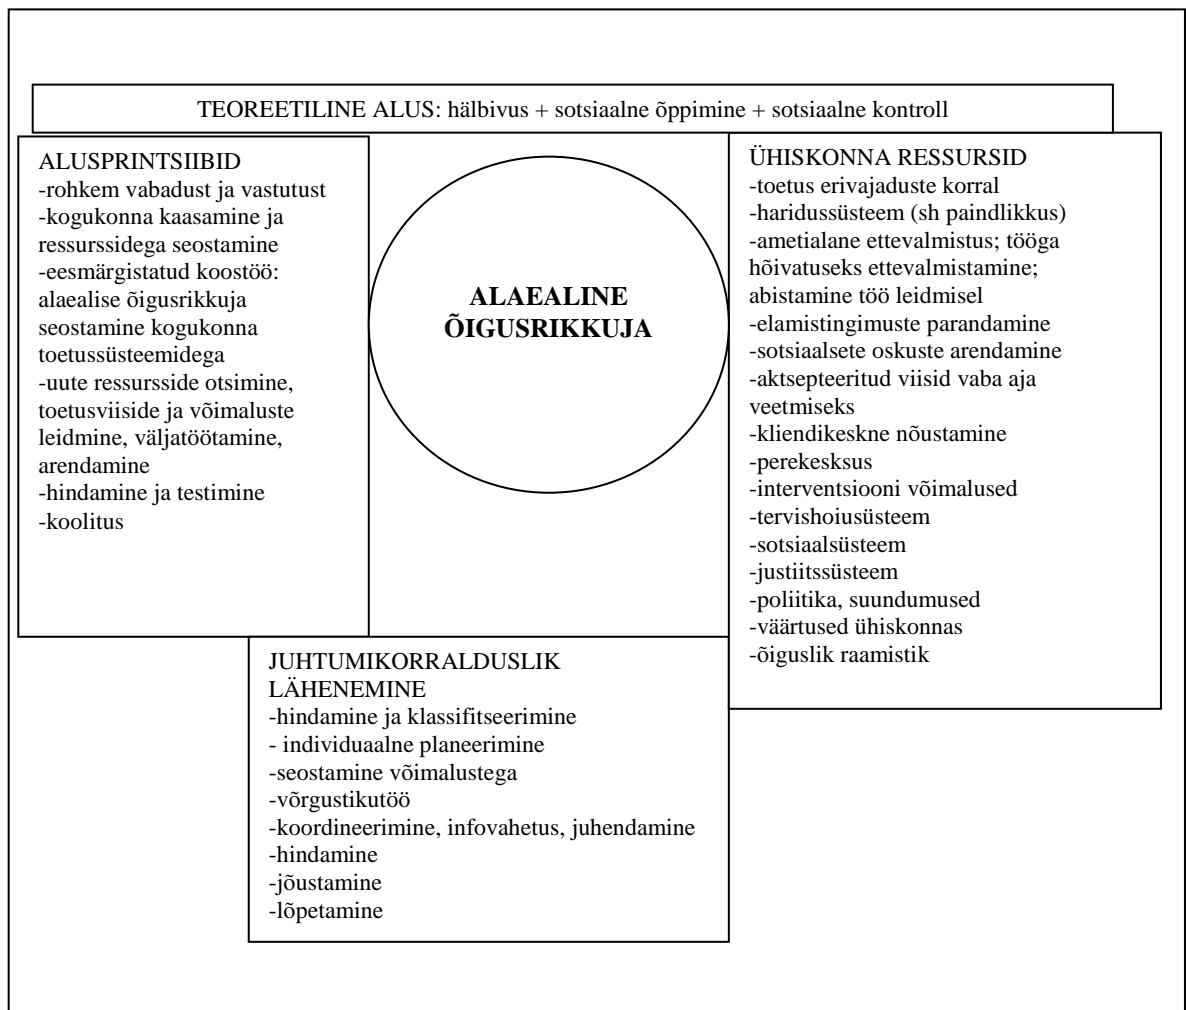 TEOREETILINE ALUS: hälbivus + sotsiaalne õppimine + sotsiaalne kontroll
ALUSPRINTSIIBID
-rohkem vabadust ja vastutust
-kogukonna kaasamine ja
ressurssidega seostamine
-eesmärgistatud koostöö:
alaealise õigusrikkuja
seostamine kogukonna
toetussüsteemidega
-uute ressursside otsimine,
toetusviiside ja võimaluste
leidmine, väljatöötamine,
arendamine
-hindamine ja testimine
-koolitus
ALAEALINE
ÕIGUSRIKKUJA
ÜHISKONNA RESSURSID
-toetus erivajaduste korral
-haridussüsteem (sh paindlikkus)
-ametialane ettevalmistus; tööga
hõivatuseks ettevalmistamine;
abistamine töö leidmisel
-elamistingimuste parandamine
-sotsiaalsete oskuste arendamine
-aktsepteeritud viisid vaba aja
veetmiseks
-kliendikeskne nõustamine
-perekesksus
-interventsiooni võimalused
-tervishoiusüsteem
-sotsiaalsüsteem
-justiitssüsteem
-poliitika, suundumused
-väärtused ühiskonnas
-õiguslik raamistik
JUHTUMIKORRALDUSLIK
LÄHENEMINE
-hindamine ja klassifitseerimine
- individuaalne planeerimine
-seostamine võimalustega
-võrgustikutöö
-koordineerimine, infovahetus, juhendamine
-hindamine
-jõustamine
-lõpetamine